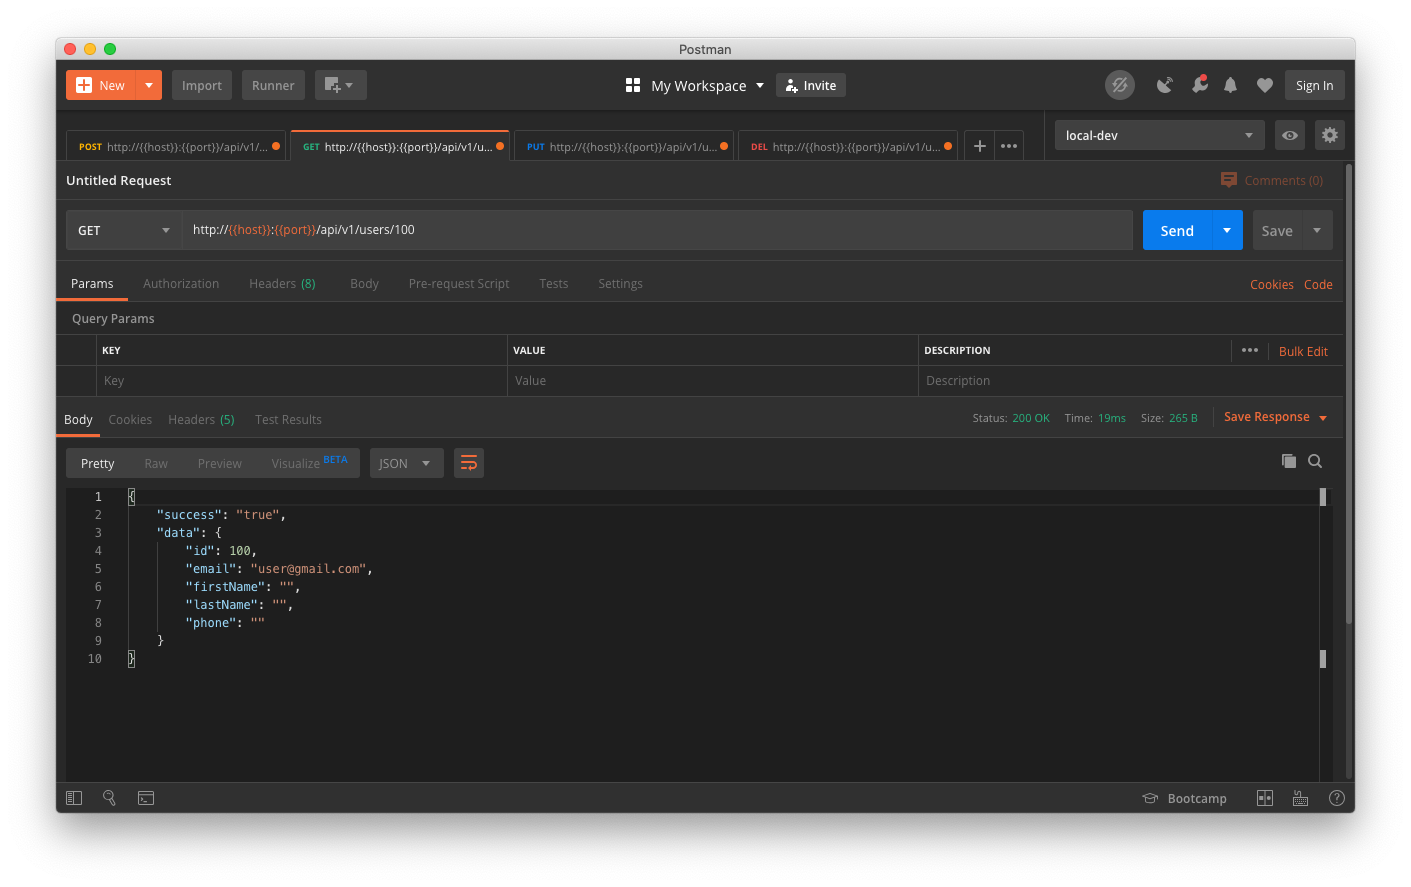 Postman
New Import Runner My Workspace Invite Sign In
POST http://{{host}}:{{port}}/api/v1/... GET http://{{host}}:{{port}}/api/v1/u... PUT http://{{host}}:{{port}}/api/v1/u... DEL http://{{host}}:{{port}}/api/v1/u... local-dev
Untitled Request Comments (0)
GET http://{{host}}:{{port}}/api/v1/users/100 Send Save
Params Authorization Headers (8) Body Pre-request Script Tests Settings Cookies Code
Query Params
KEY VALUE DESCRIPTION Bulk Edit
Key Value Description
Body Cookies Headers (5) Test Results Status: 200 OK Time: 19ms Size: 265 B Save Response
Pretty Raw Preview Visualize BETA JSON
1 {
2 "success": "true",
3 "data": {
4 "id": 100,
5 "email": "user@gmail.com",
6 "firstName": "",
7 "lastName": "",
8 "phone": ""
9 }
10 }
Bootcamp